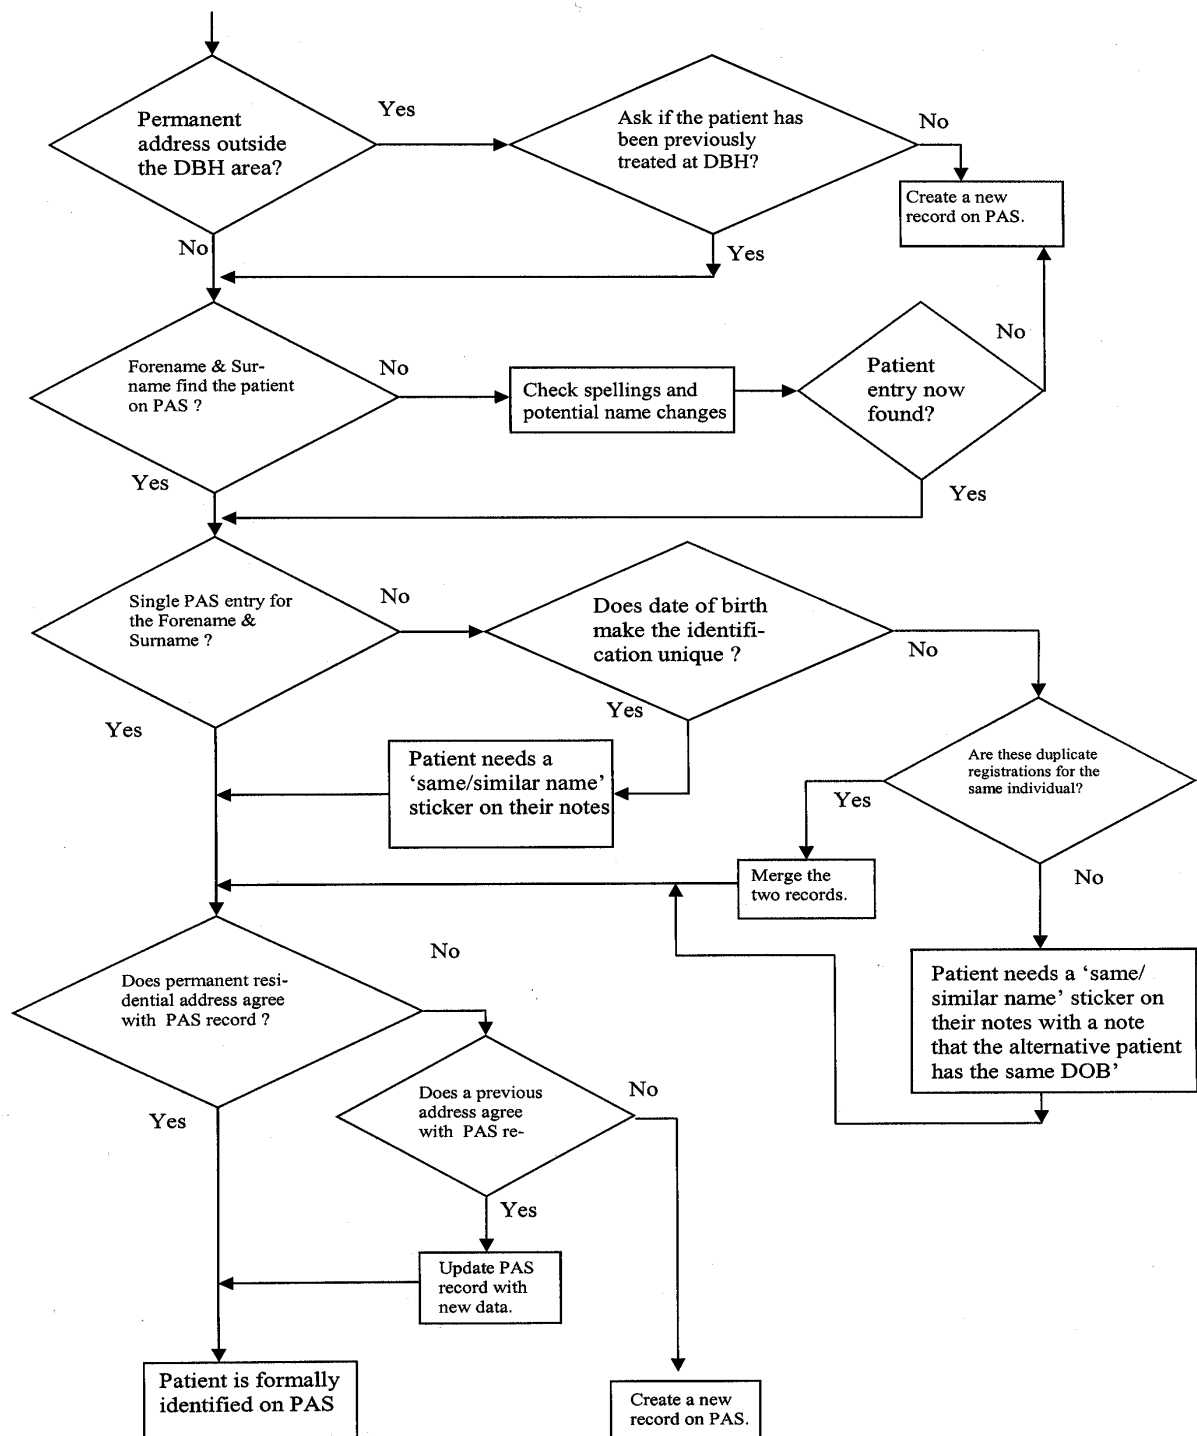 Permanent
address outside
the DBH area?
Yes
Ask if the patient has
been previously
treated at DBH?
No
Create a new
record on PAS.
No
Yes
Forename & Sur-
name find the patient
on PAS ?
No
Check spellings and
potential name changes
Patient
entry now
found?
No
Yes
Yes
Single PAS entry for
the Forename &
Surname ?
No
Does date of birth
make the identifi-
cation unique ?
No
Yes
Yes
Patient needs a
‘same/similar name’
sticker on their notes
Are these duplicate
registrations for the
same individual?
Yes
Merge the
two records.
No
Patient needs a ‘same/
similar name’ sticker on
their notes with a note
that the alternative patient
has the same DOB’
Does permanent resi-
dential address agree
with PAS record ?
No
Yes
Does a previous
address agree
with PAS re-
No
Yes
Update PAS
record with
new data.
Patient is formally
identified on PAS
Create a new
record on PAS.